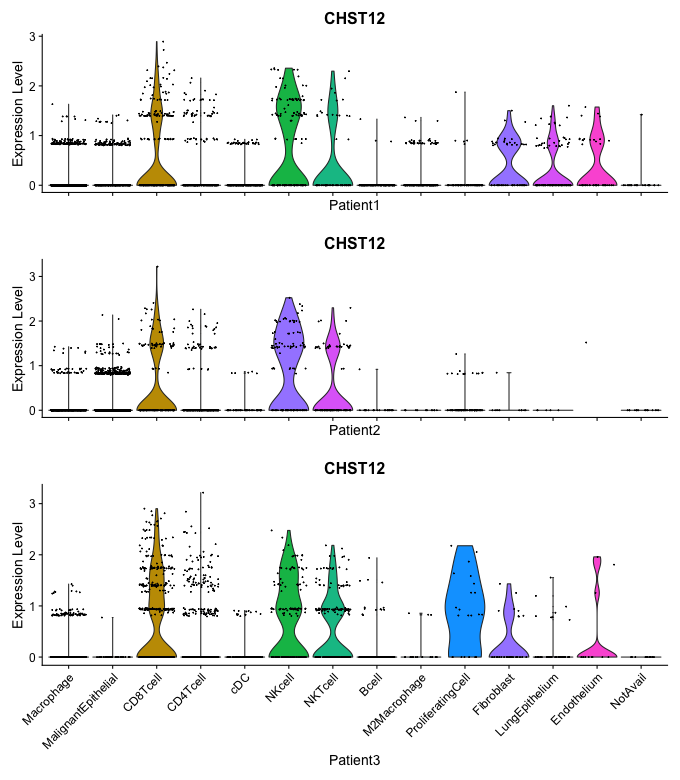 CHST12
Expression Level
3
2
1
0
Patient1
CHST12
Expression Level
3
2
1
0
Patient2
CHST12
Expression Level
3
2
1
0
Macrophage
MalignantEpithelial
CD8Tcell
CD4Tcell
cDC
NKcell
NKTcell
Bcell
M2Macrophage
ProliferatingCell
Fibroblast
LungEpithelium
Endothelium
NotAvail
Patient3